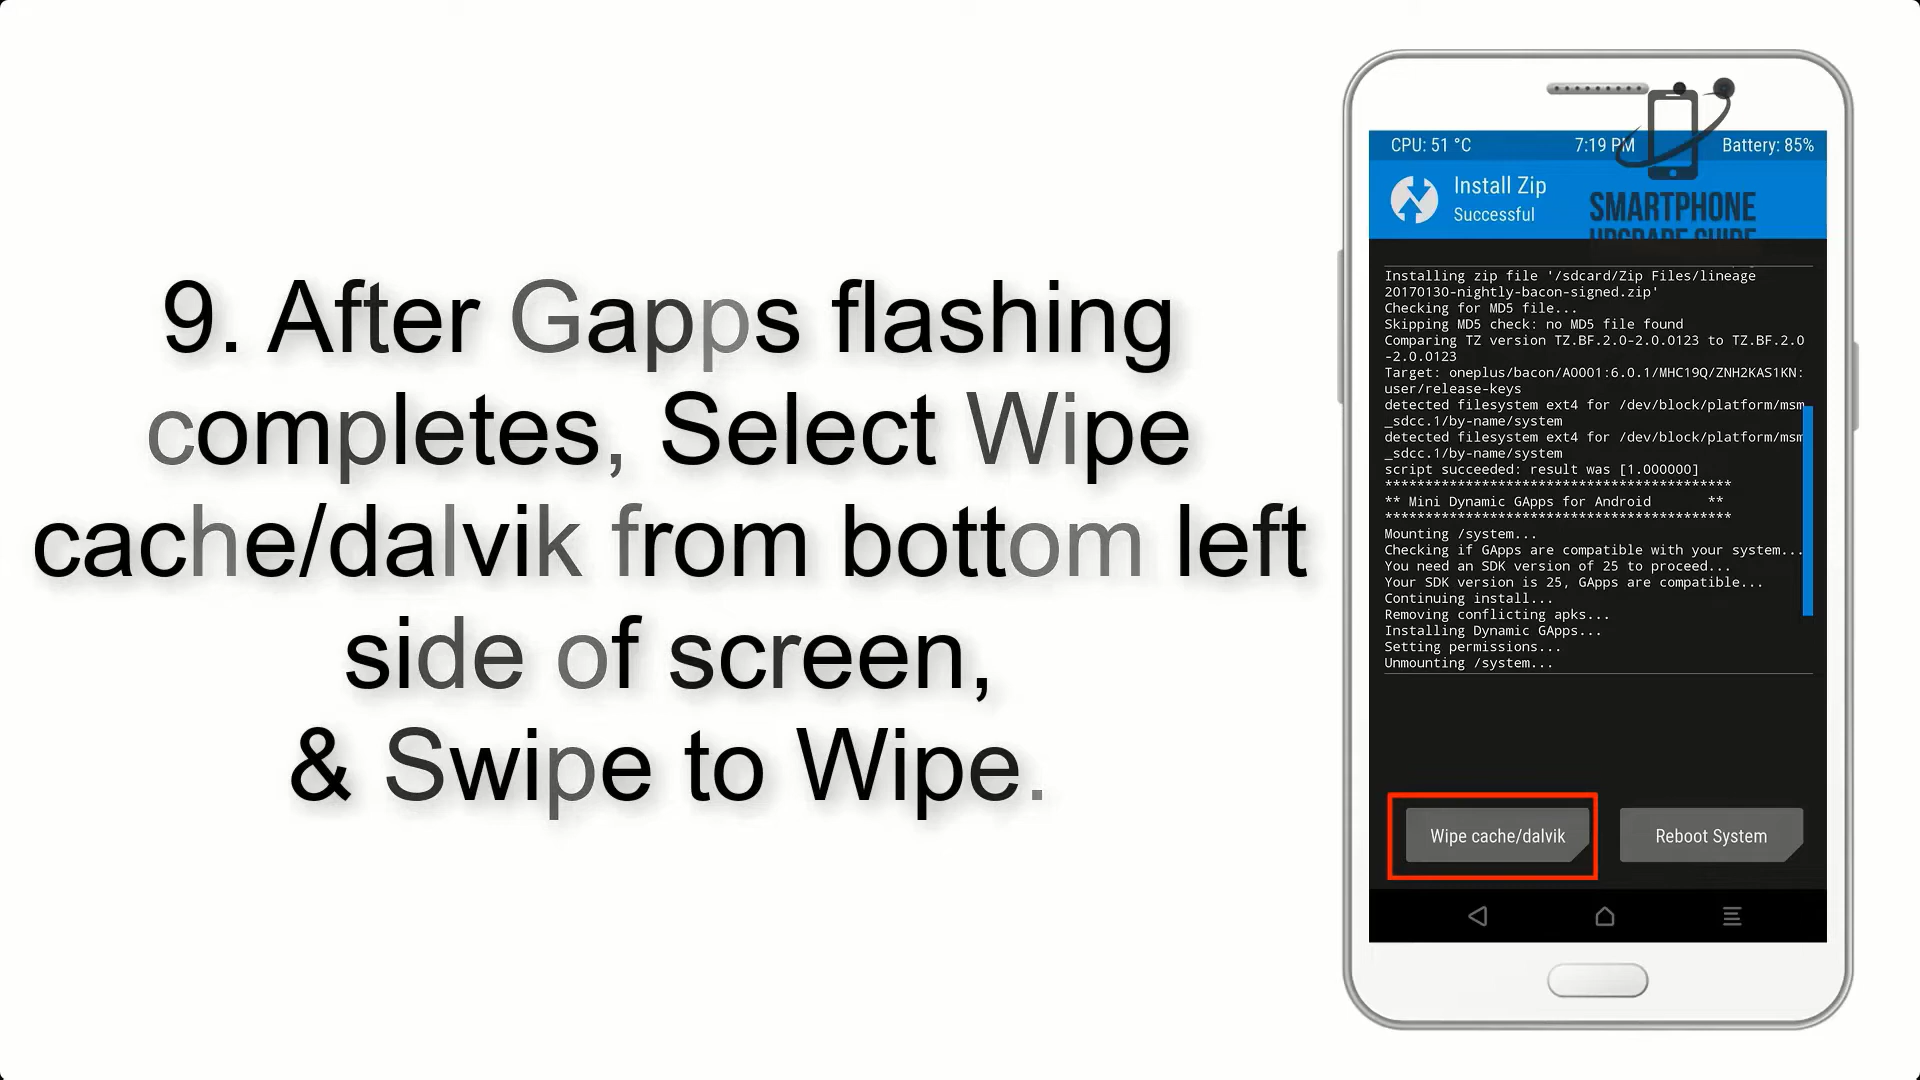 9. After Gapps flashing
completes, Select Wipe
cache/dalvik from bottom left
side of screen,
& Swipe to Wipe.
CPU: 51 °C 7:19 PM Battery: 85%
Install Zip
Successful
SMARTPHONE
UPGRADE GUIDE
Installing zip file '/sdcard/Zip Files/lineage
20170130-nightly-bacon-signed.zip'
Checking for MD5 file...
Skipping MD5 check: no MD5 file found
Comparing TZ version TZ.BF.2.0-2.0.0123 to TZ.BF.2.0
-2.0.0123
Target: oneplus/bacon/A0001:6.0.1/MHC19Q/ZNH2KAS1KN:
user/release-keys
detected filesystem ext4 for /dev/block/platform/msm
_sdcc.1/by-name/system
detected filesystem ext4 for /dev/block/platform/msm
_sdcc.1/by-name/system
script succeeded: result was [1.000000]
*******************************************
** Mini Dynamic GApps for Android **
*******************************************
Mounting /system...
Checking if GApps are compatible with your system...
You need an SDK version of 25 to proceed...
Your SDK version is 25, GApps are compatible...
Continuing install...
Removing conflicting apks...
Installing Dynamic GApps...
Setting permissions...
Unmounting /system...
Wipe cache/dalvik Reboot System